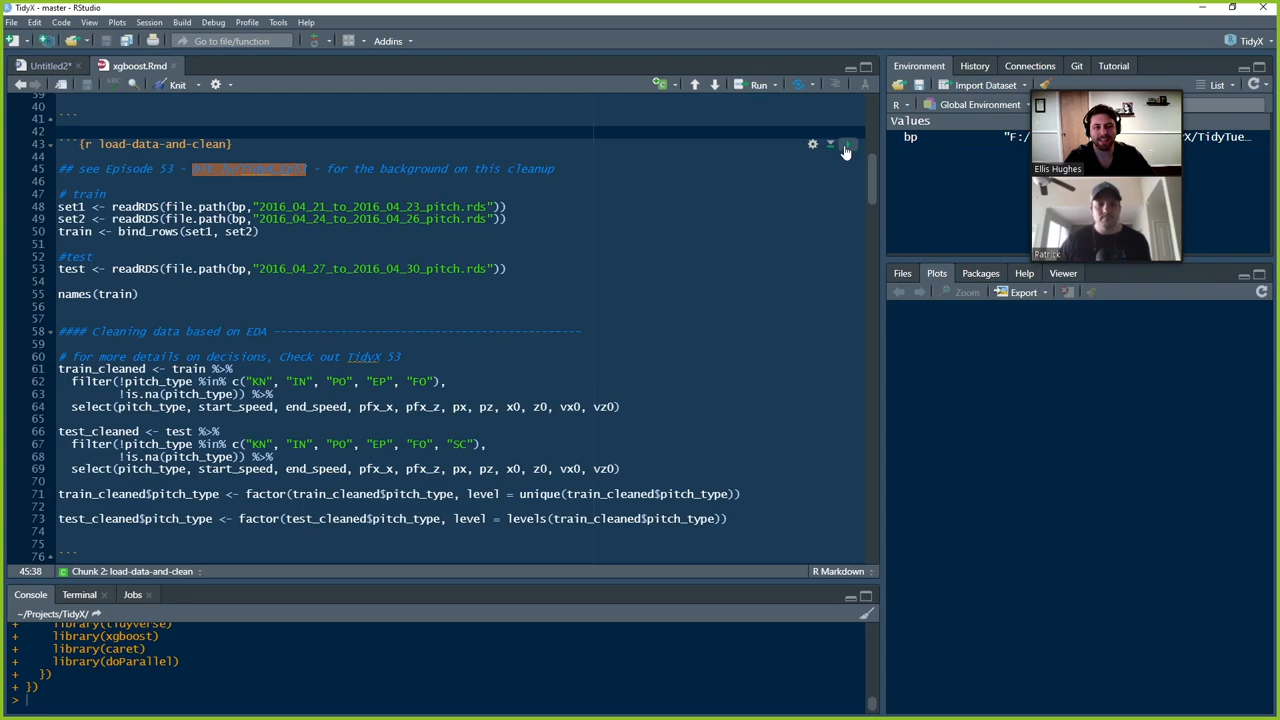 TidyX - master - RStudio
File Edit Code View Plots Session Build Debug Profile Tools Help
Go to file/function Addins TidyX
Untitled2* xgboost.Rmd
Knit Run
39
40
41 ```
42
43 ```{r load-data-and-clean}
44
45 ## see Episode 53 - - for the background on this cleanup
46
47 # train
48 set1 <- readRDS(file.path(bp,"2016_04_21_to_2016_04_23_pitch.rds"))
49 set2 <- readRDS(file.path(bp,"2016_04_24_to_2016_04_26_pitch.rds"))
50 train <- bind_rows(set1, set2)
51
52 #test
53 test <- readRDS(file.path(bp,"2016_04_27_to_2016_04_30_pitch.rds"))
54
55 names(train)
56
57
58 #### Cleaning data based on EDA ----------------------------------------------
59
60 # for more details on decisions, Check out TidyX 53
61 train_cleaned <- train %>%
62 filter(!pitch_type %in% c("KN", "IN", "PO", "EP", "FO"),
63 !is.na(pitch_type)) %>%
64 select(pitch_type, start_speed, end_speed, pfx_x, pfx_z, px, pz, x0, z0, vx0, vz0)
65
66 test_cleaned <- test %>%
67 filter(!pitch_type %in% c("KN", "IN", "PO", "EP", "FO", "SC"),
68 !is.na(pitch_type)) %>%
69 select(pitch_type, start_speed, end_speed, pfx_x, pfx_z, px, pz, x0, z0, vx0, vz0)
70
71 train_cleaned$pitch_type <- factor(train_cleaned$pitch_type, level = unique(train_cleaned$pitch_type))
72
73 test_cleaned$pitch_type <- factor(test_cleaned$pitch_type, level = levels(train_cleaned$pitch_type))
74
75
76 ```
45:38 Chunk 2: load-data-and-clean R Markdown
Console Terminal Jobs
~/Projects/TidyX/
+ library(tidyverse)
+ library(xgboost)
+ library(caret)
+ library(doParallel)
+ })
+ })
>
Environment History Connections Git Tutorial
Import Dataset List
R Global Environment
Values
bp "F:/ X/TidyTue…
Ellis Hughes
Patrick
Files Plots Packages Help Viewer
Zoom Export